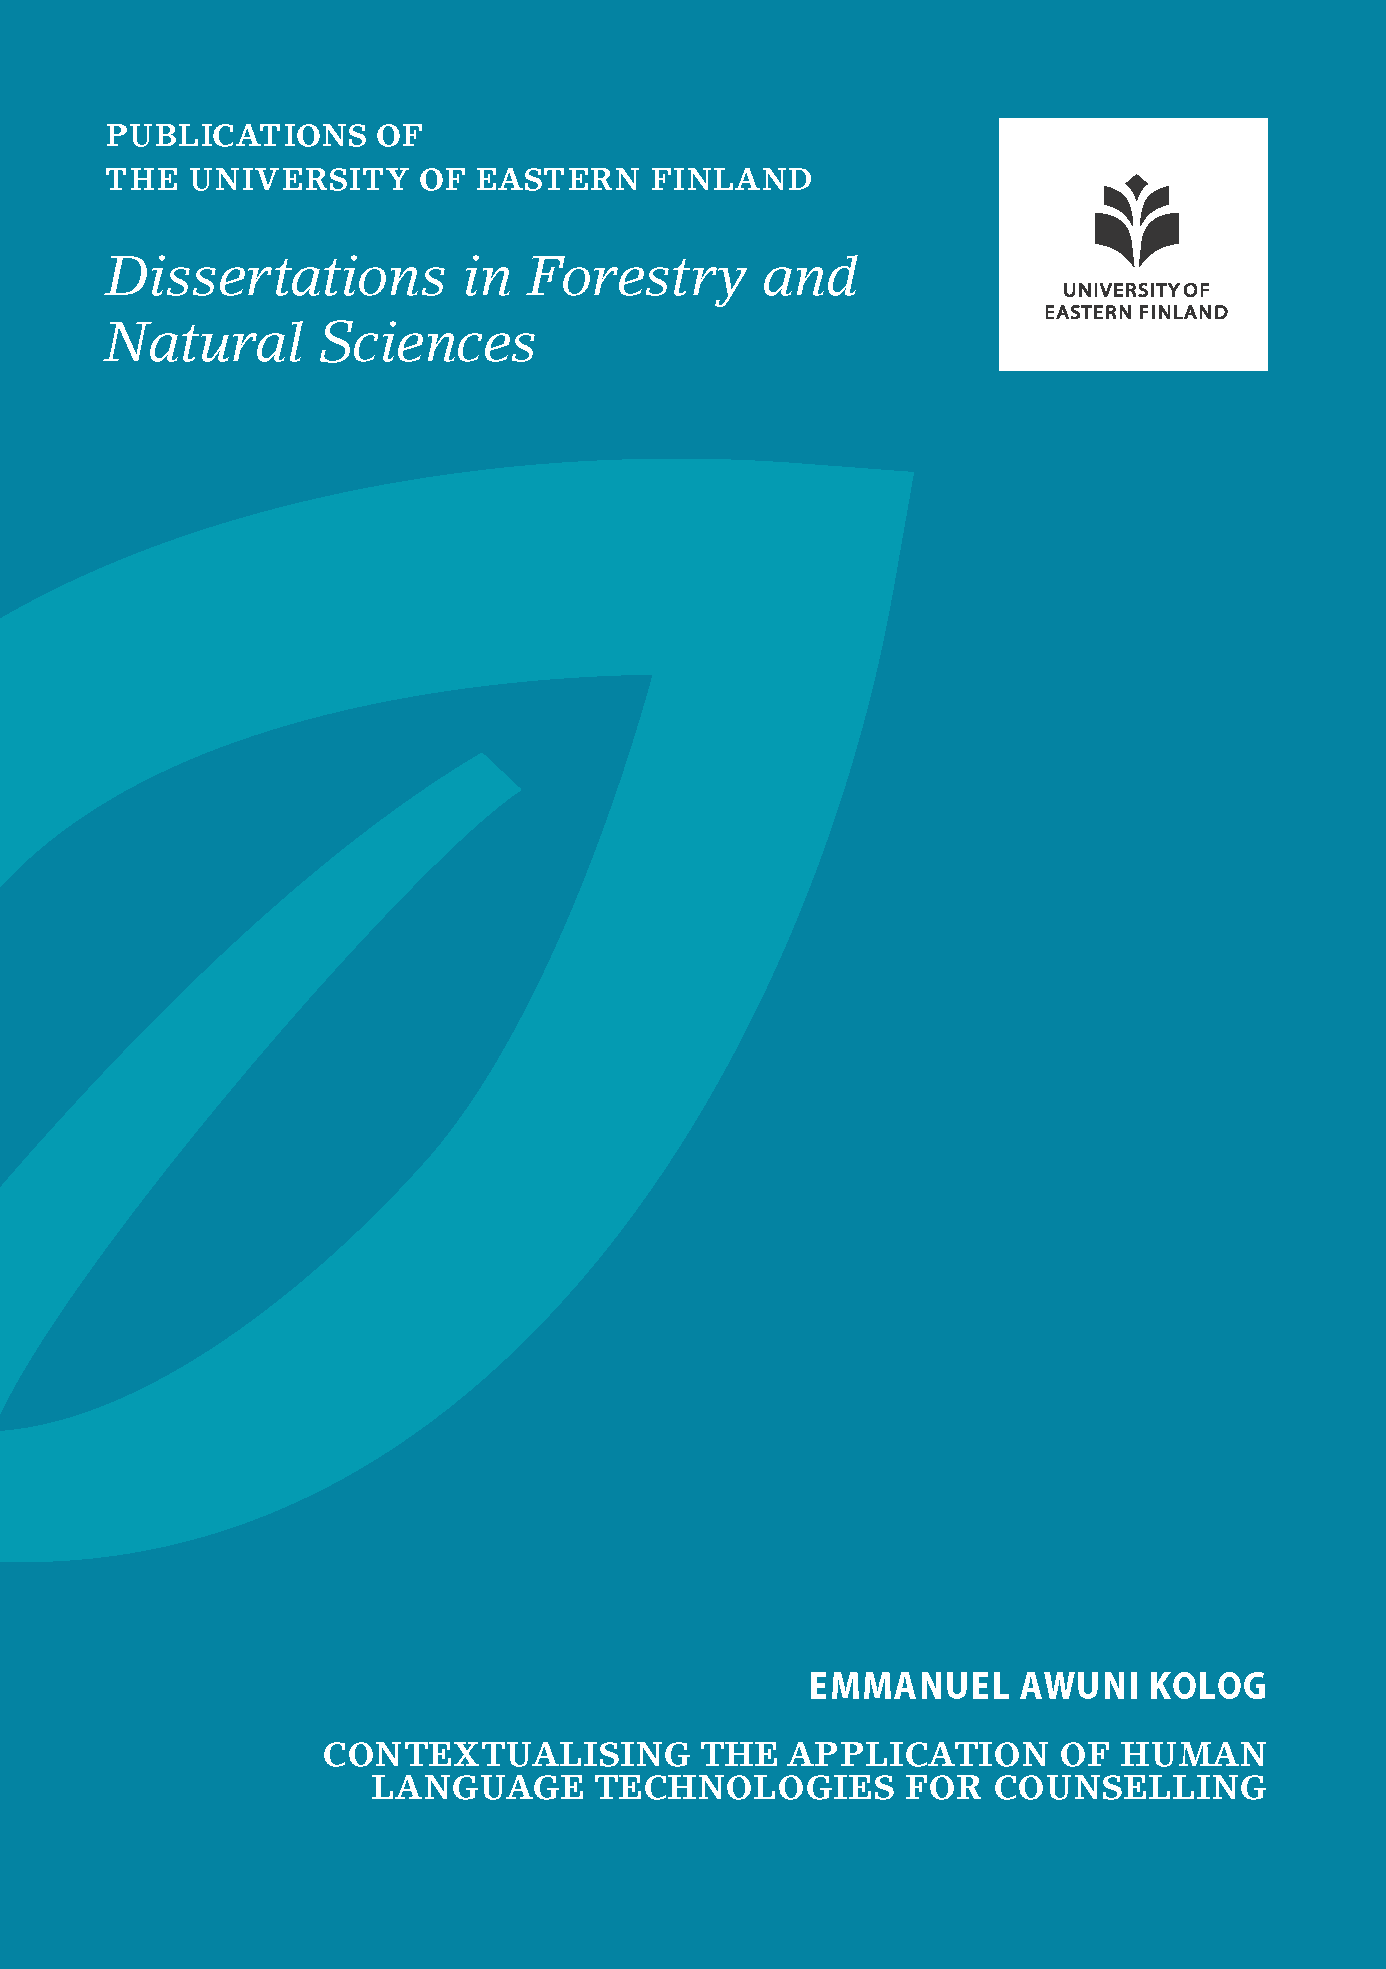 PUBLICATIONS OF
THE UNIVERSITY OF EASTERN FINLAND
Dissertations in Forestry and
Natural Sciences
UNIVERSITY OF
EASTERN FINLAND
EMMANUEL AWUNI KOLOG
CONTEXTUALISING THE APPLICATION OF HUMAN
LANGUAGE TECHNOLOGIES FOR COUNSELLING